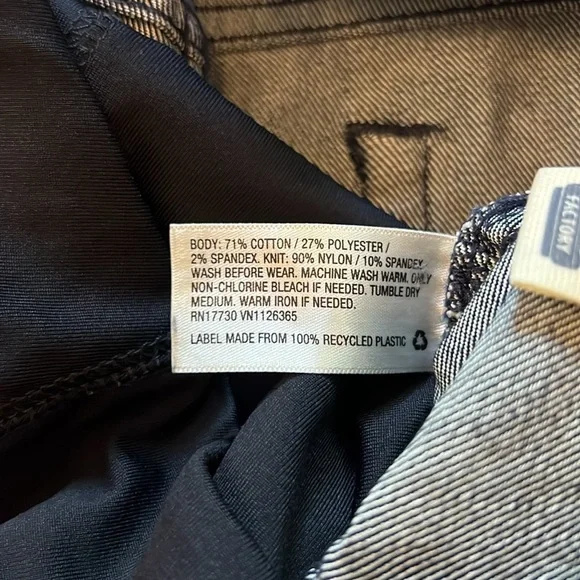 BODY: 71% COTTON / 27% POLYESTER /
2% SPANDEX. KNIT: 90% NYLON / 10% SPANDEX.
WASH BEFORE WEAR. MACHINE WASH WARM. ONLY
NON-CHLORINE BLEACH IF NEEDED. TUMBLE DRY
MEDIUM. WARM IRON IF NEEDED.
RN17730 VN1126365
LABEL MADE FROM 100% RECYCLED PLASTIC
FACTORY